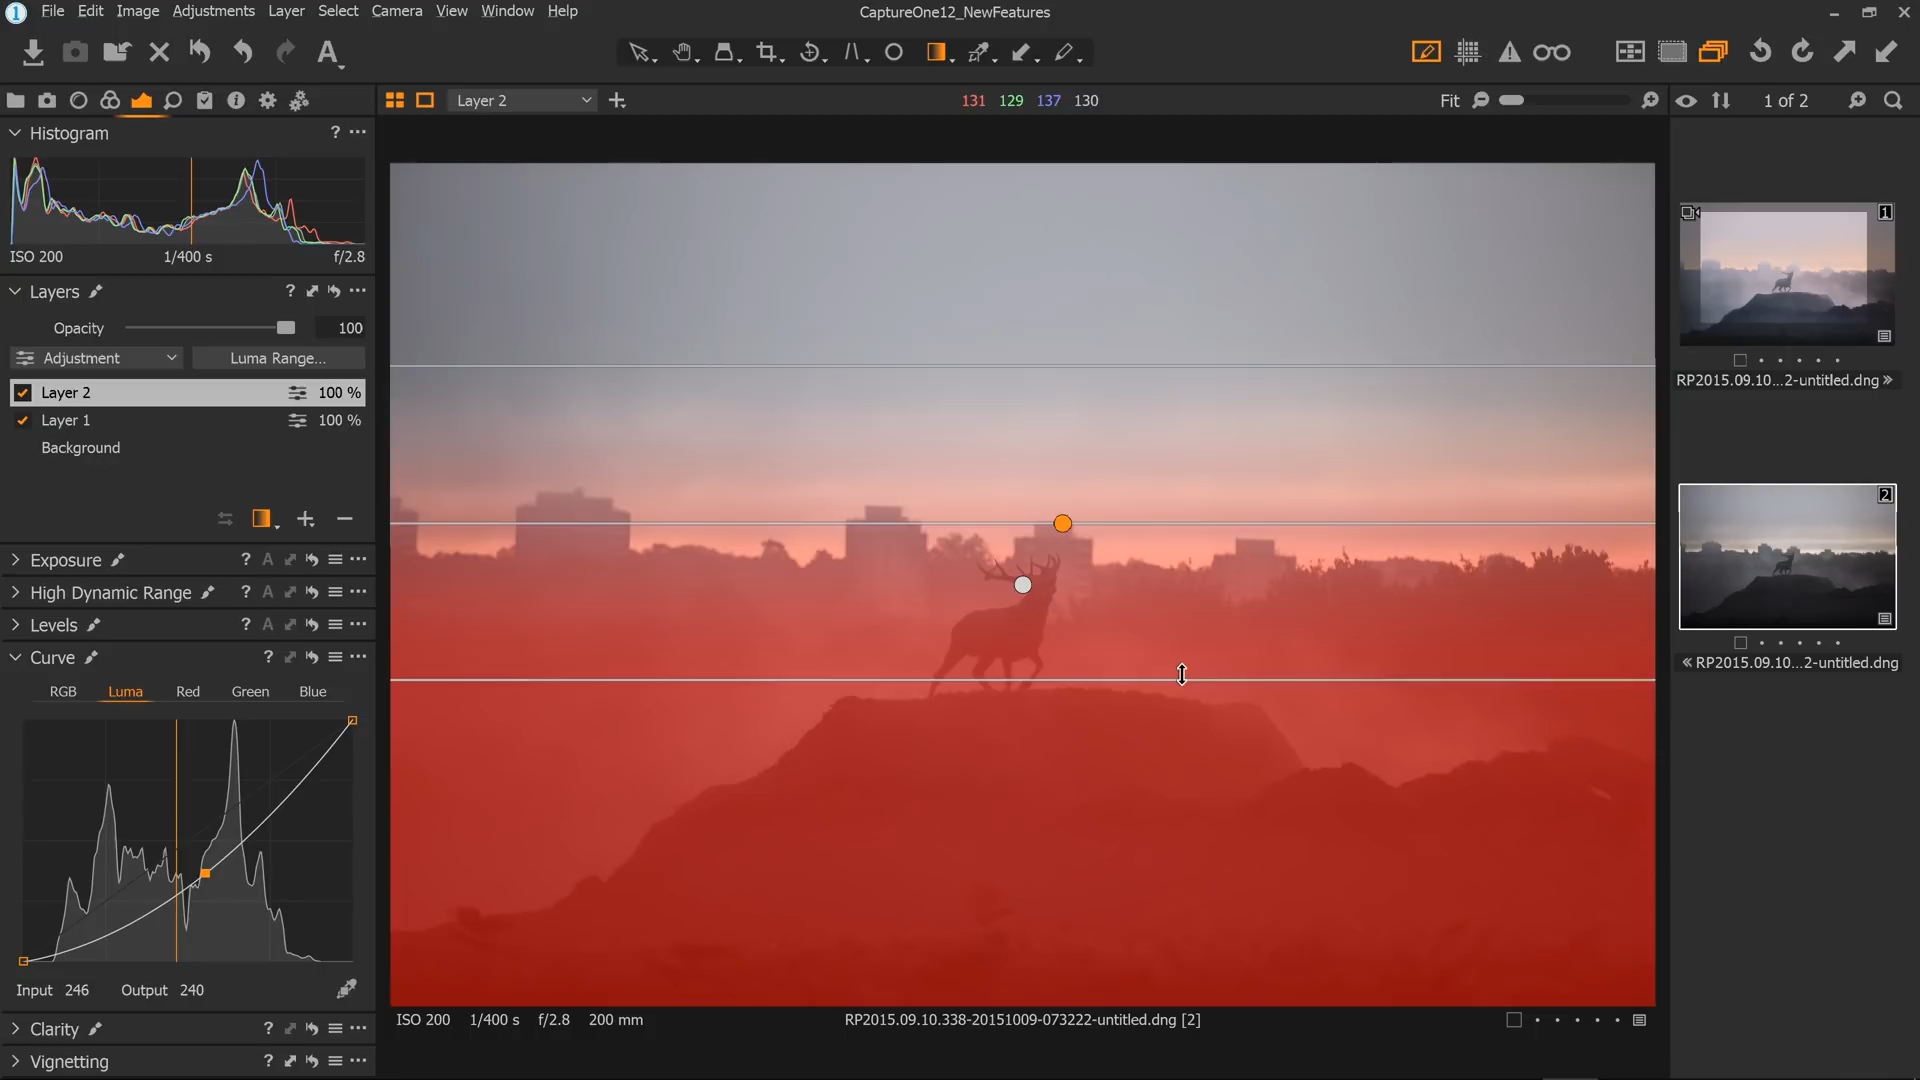 File Edit Image Adjustments Layer Select Camera View Window Help
CaptureOne12_NewFeatures
Layer 2
131 129 137 130
Fit
1 of 2
Histogram
ISO 200 1/400 s f/2.8
Layers
Opacity 100
Adjustment
Luma Range...
Layer 2 100 %
Layer 1 100 %
Background
Exposure
High Dynamic Range
Levels
Curve
RGB Luma Red Green Blue
Input 246 Output 240
Clarity
Vignetting
ISO 200 1/400 s f/2.8 200 mm
RP2015.09.10.338-20151009-073222-untitled.dng [2]
1
RP2015.09.10...2-untitled.dng
2
RP2015.09.10...2-untitled.dng